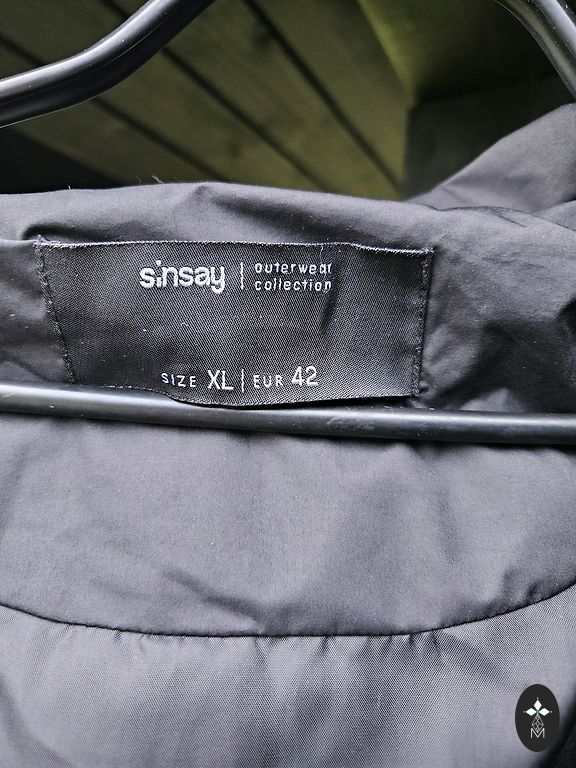 sinsay | outerwear
collection
SIZE XL | EUR 42
M